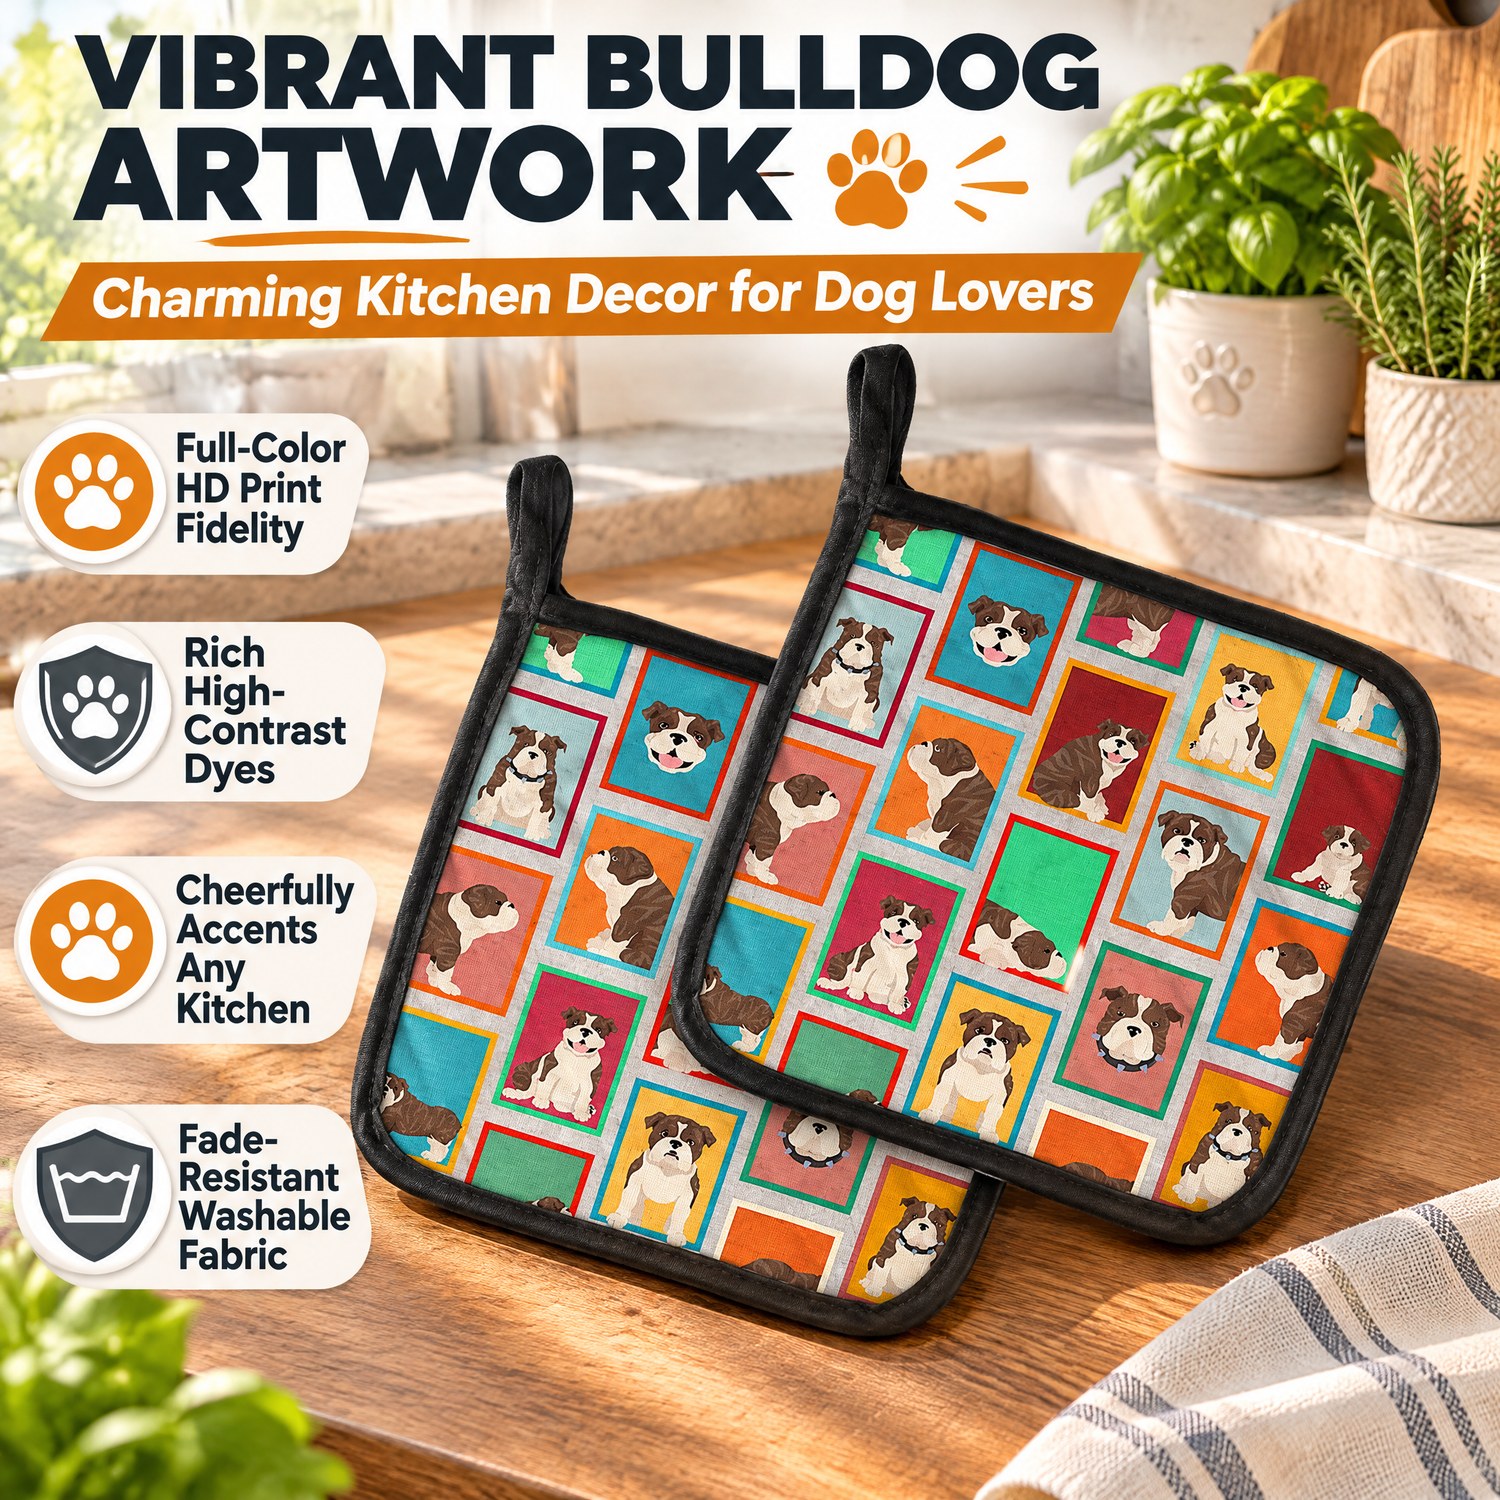 VIBRANT BULLDOG
ARTWORK
Charming Kitchen Decor for Dog Lovers
Full-Color
HD Print
Fidelity
Rich
High-
Contrast
Dyes
Cheerfully
Accents
Any
Kitchen
Fade-
Resistant
Washable
Fabric